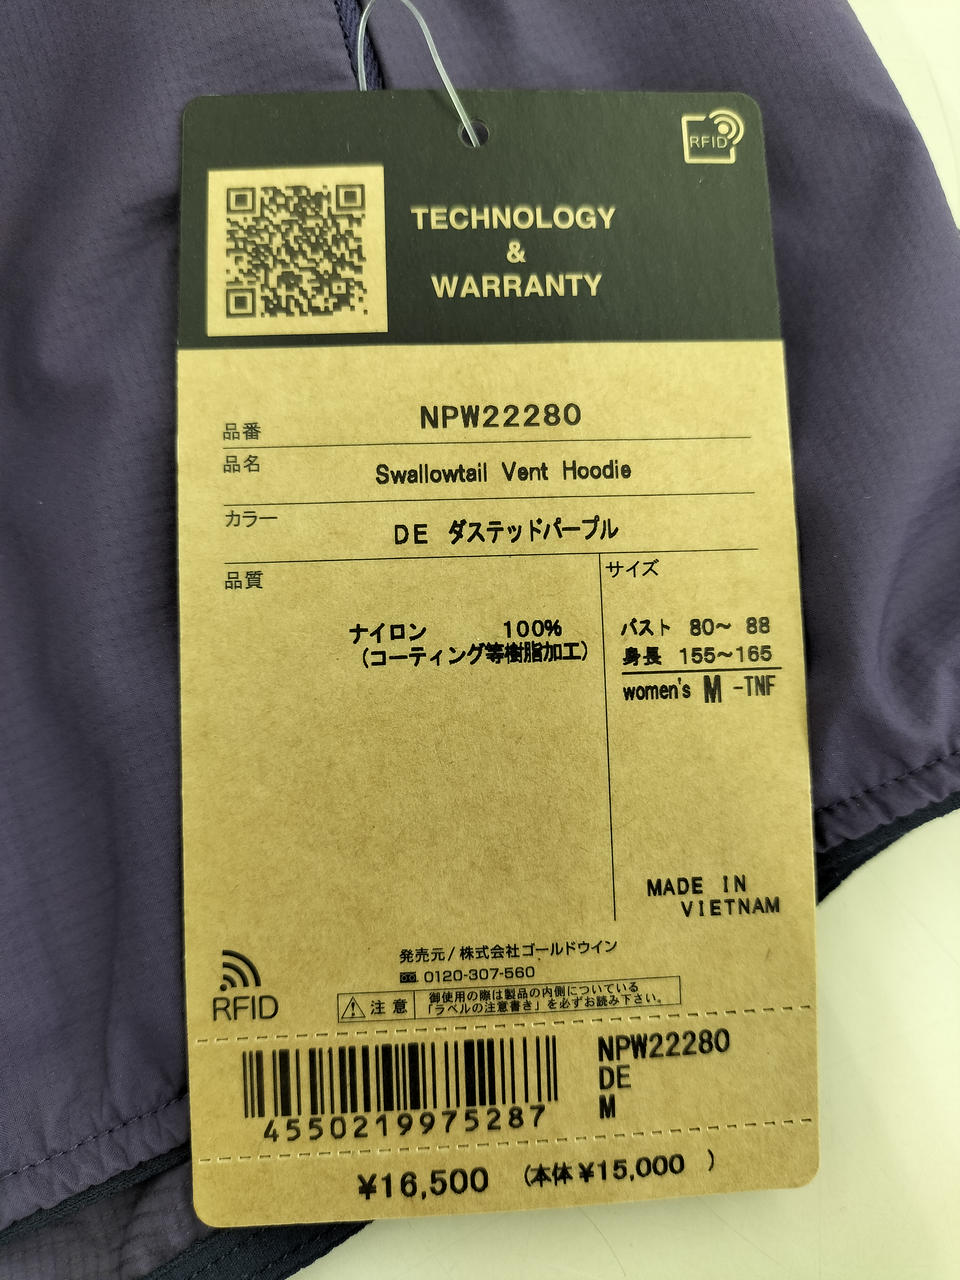 RFID
TECHNOLOGY
&
WARRANTY
品番 NPW22280
品名 Swallowtail Vent Hoodie
カラー DE ダステッドパープル
品質
ナイロン 100%
(コーティング等樹脂加工)
サイズ
バスト 80〜 88
身長 155〜165
women's M -TNF
MADE IN
VIETNAM
発売元/株式会社ゴールドウイン
0120-307-560
RFID
注意
御使用の際は製品の内側についている
「ラベルの注意書き」を必ずお読み下さい。
4550219975287
NPW22280
DE
M
¥16,500 (本体¥15,000 )